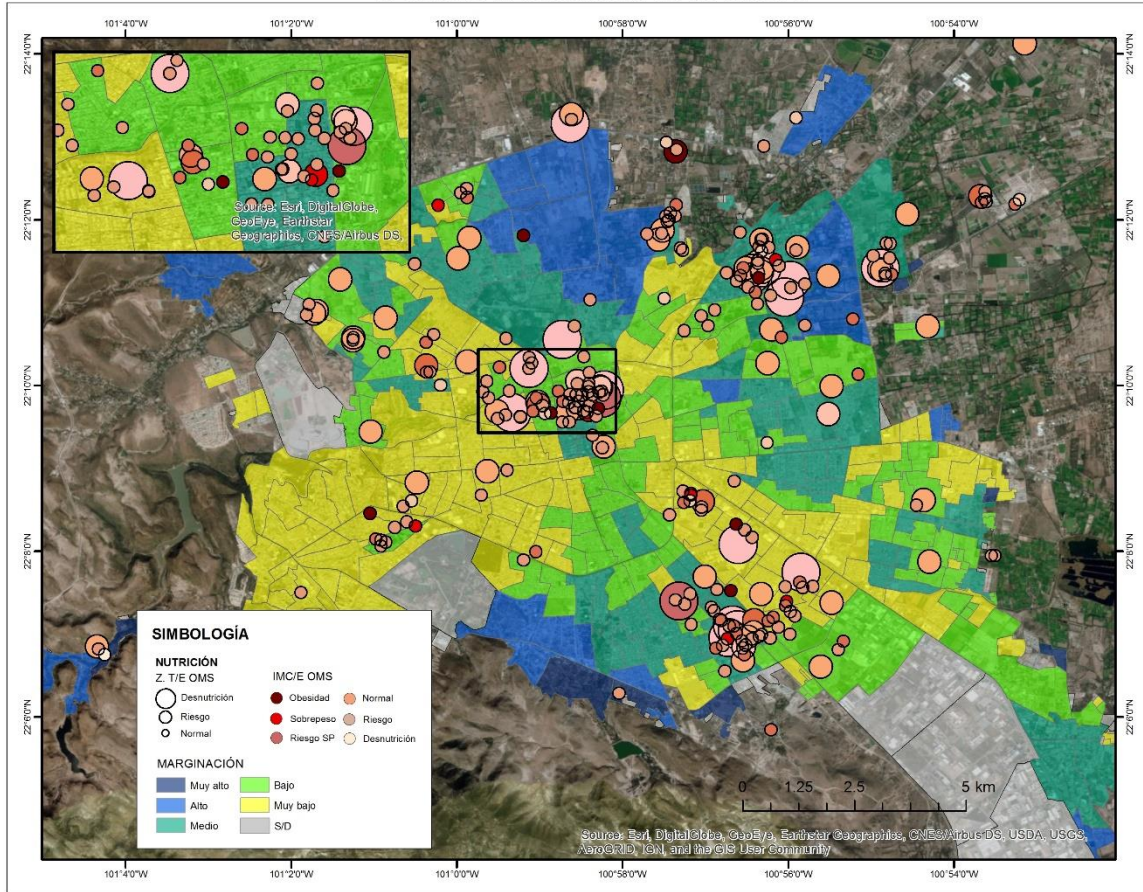 101°4'0"W
101°2'0"W
101°0'0"W
100°58'0"W
100°56'0"W
100°54'0"W
22°14'0"N
22°14'0"N
Source: Esri, DigitalGlobe,
GeoEye, Earthstar
Geographics, CNES/Airbus DS,
22°12'0"N
22°12'0"N
22°10'0"N
22°10'0"N
22°8'0"N
22°8'0"N
22°6'0"N
22°6'0"N
SIMBOLOGÍA
NUTRICIÓN
Z. T/E OMS
Desnutrición
Riesgo
Normal
IMC/E OMS
Obesidad
Normal
Sobrepeso
Riesgo
Riesgo SP
Desnutrición
MARGINACIÓN
Muy alto
Bajo
Alto
Muy bajo
Medio
S/D
0 1.25 2.5 5 km
Source: Esri, DigitalGlobe, GeoEye, Earthstar Geographics, CNES/Airbus DS, USDA, USGS,
AeroGRID, IGN, and the GIS User Community
101°4'0"W
101°2'0"W
101°0'0"W
100°58'0"W
100°56'0"W
100°54'0"W